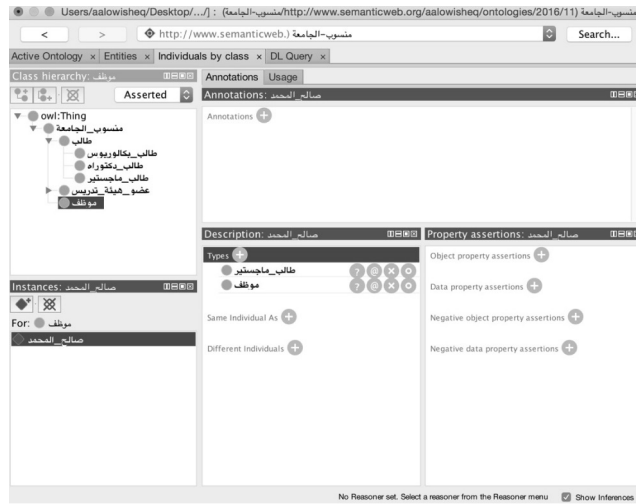 Users/aalowisheq/Desktop/.../] : (http://www.semanticweb.org/aalowisheq/ontologies/2016/11/منسوب-الجامعة) منسوب-الجامعة
< > http://www.semanticweb.) منسوب-الجامعة Search...
Active Ontology × Entities × Individuals by class × DL Query ×
Class hierarchy: موظف
Asserted
owl:Thing
منسوب_الجامعة
طالب
طالب_بكالوريوس
طالب_دكتوراه
طالب_ماجستير
عضو_هيئة_تدريس
موظف
Instances: صالح_المحمد
For: موظف
صالح_المحمد
Annotations Usage
Annotations: صالح_المحمد
Annotations +
Description: صالح_المحمد
Types +
طالب_ماجستير ? @ × o
موظف ? @ × o
Same Individual As +
Different Individuals +
Property assertions: صالح_المحمد
Object property assertions +
Data property assertions +
Negative object property assertions +
Negative data property assertions +
No Reasoner set. Select a reasoner from the Reasoner menu Show Inferences